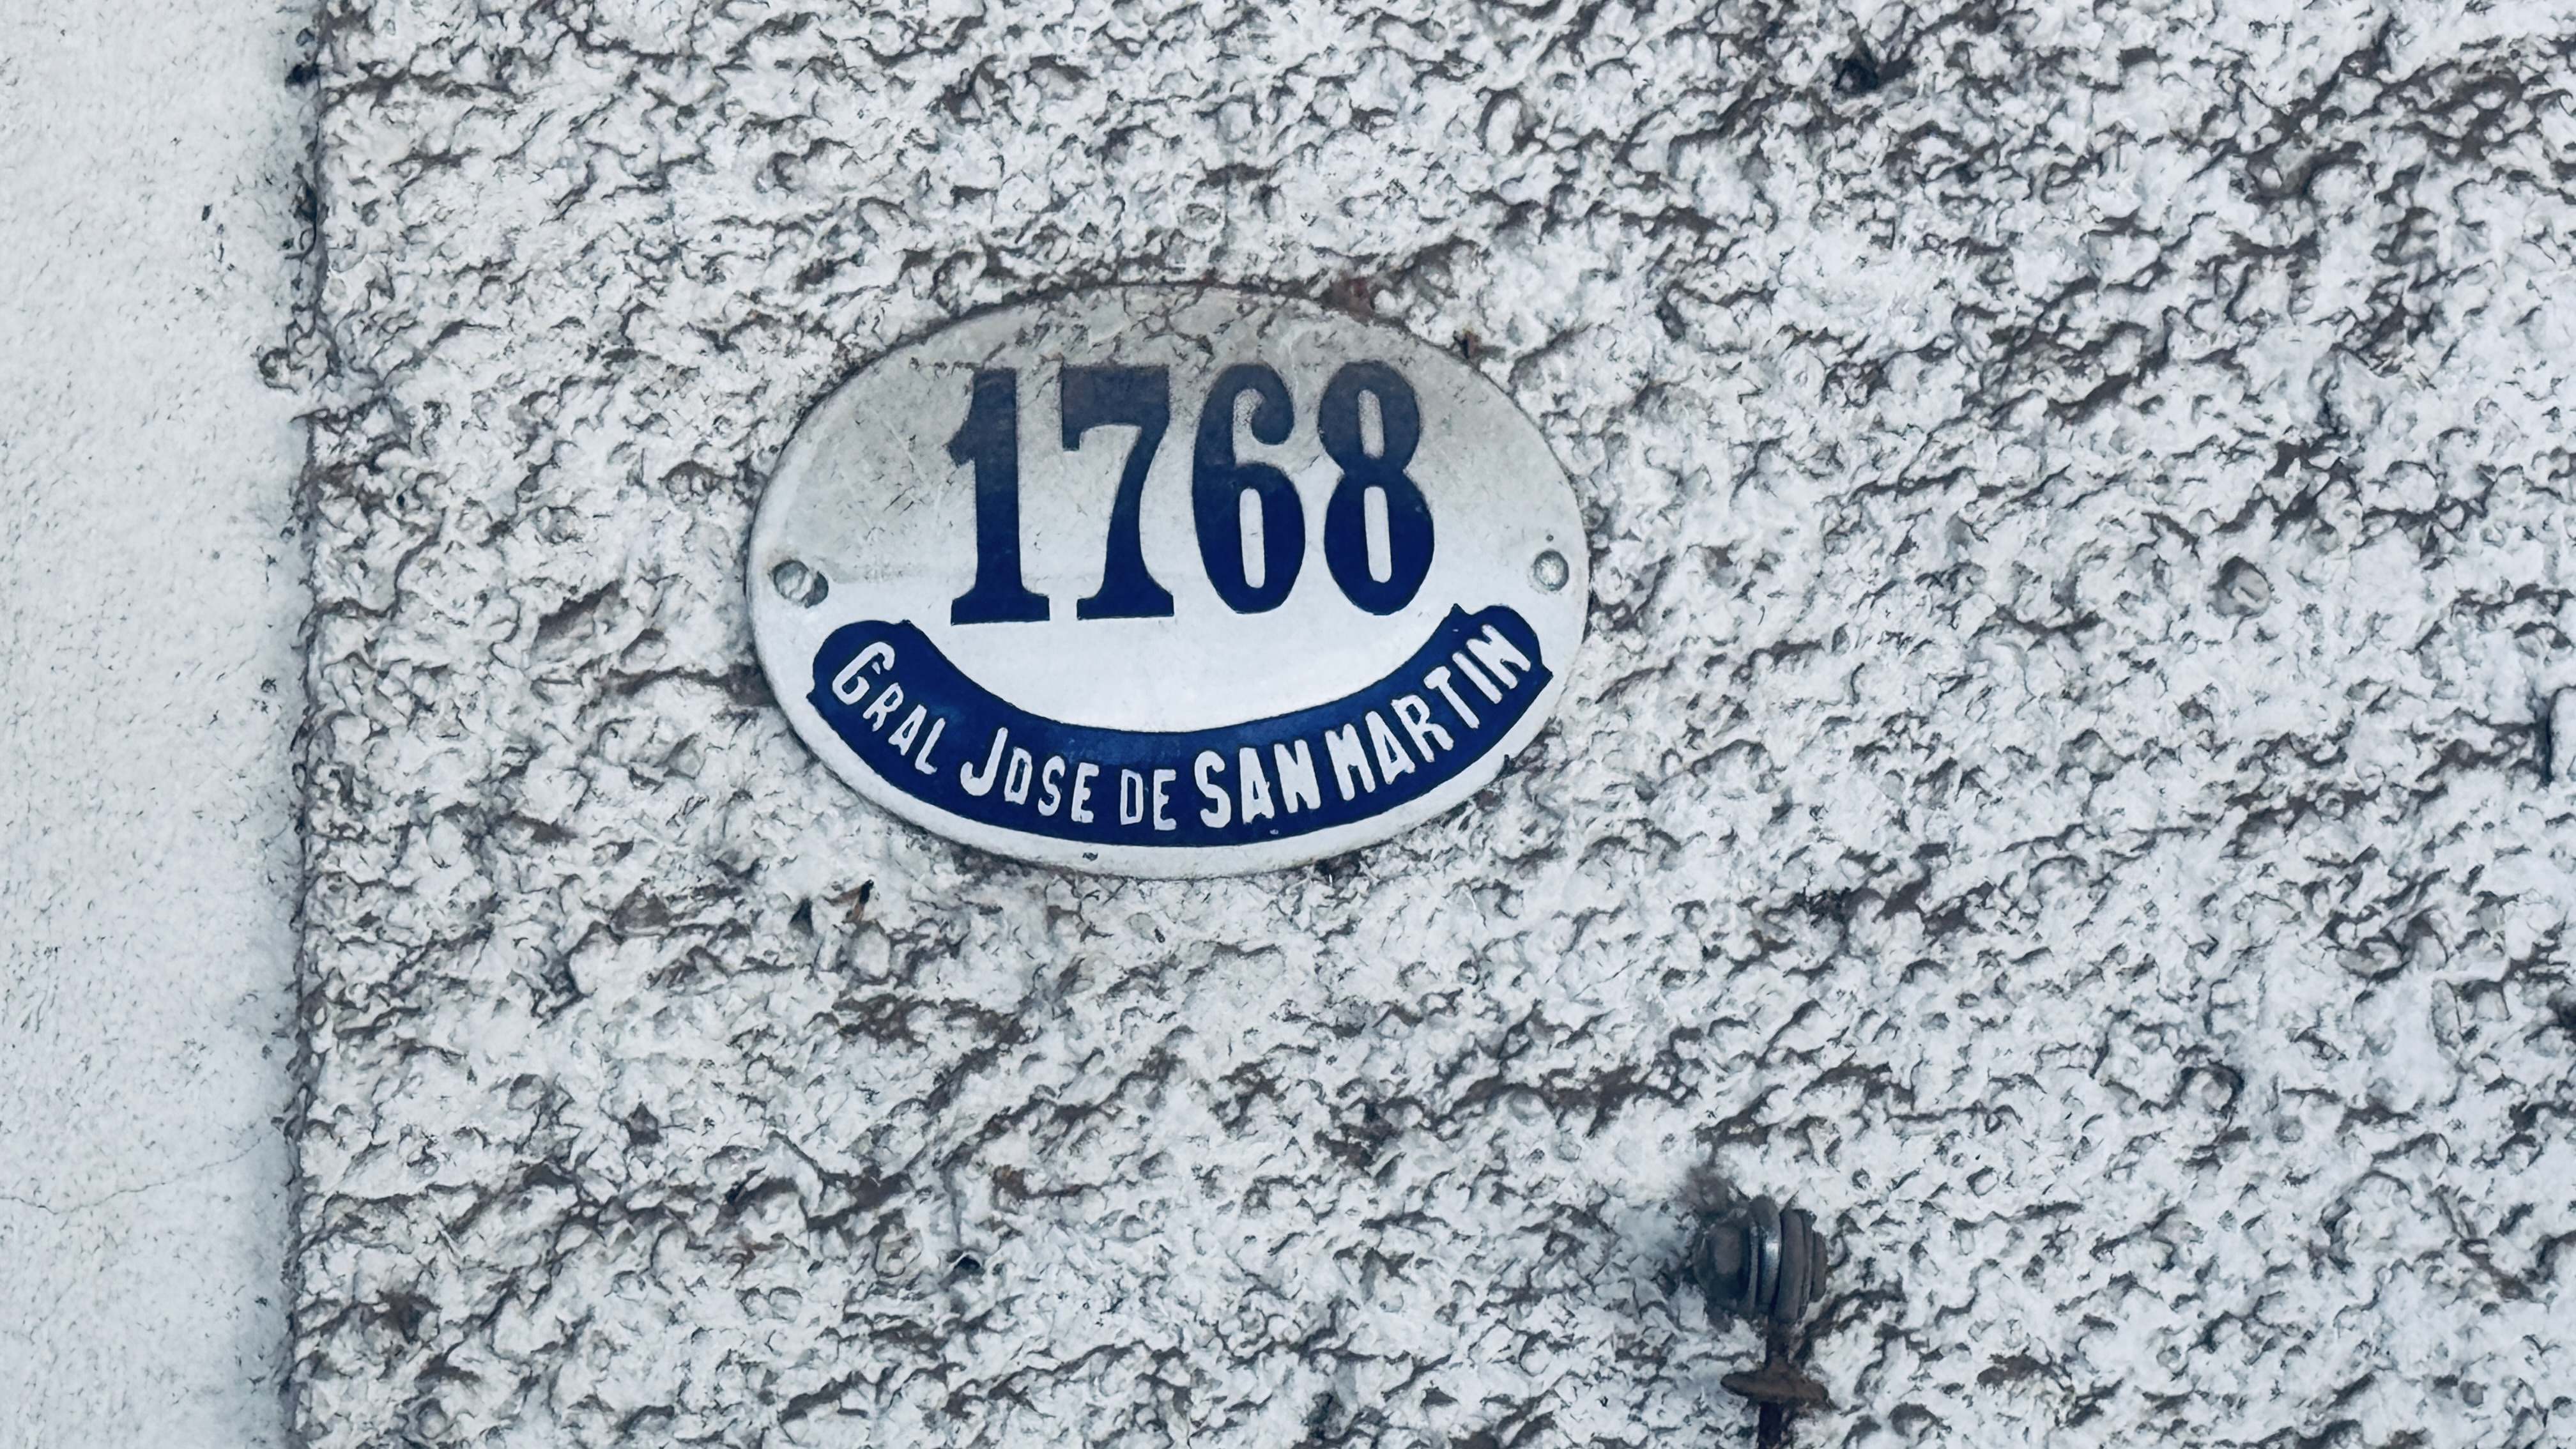 1768
GRAL JOSE DE SAN MARTIN